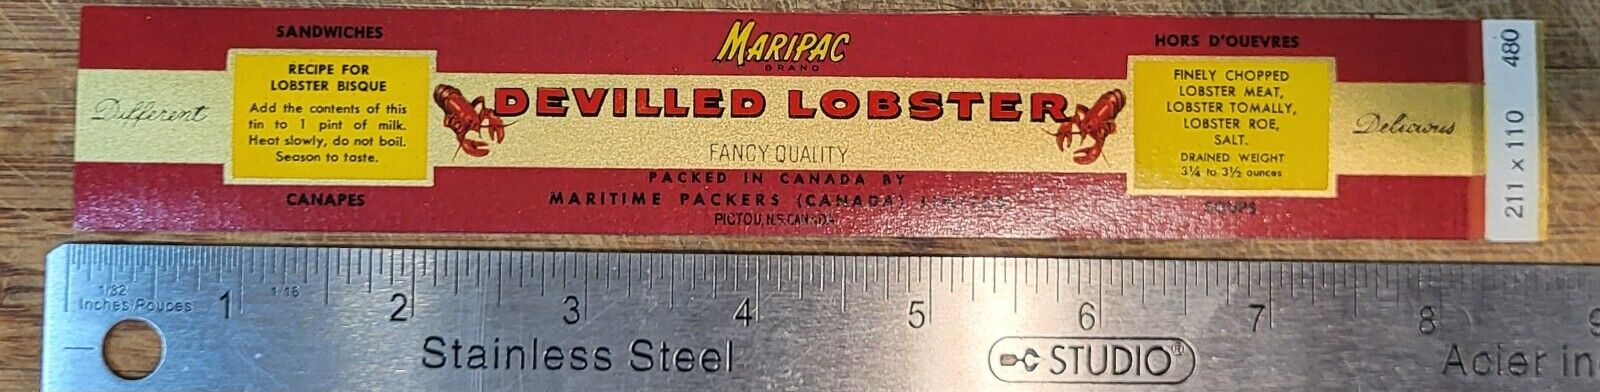 SANDWICHES
Different
RECIPE FOR
LOBSTER BISQUE
Add the contents of this
tin to 1 pint of milk.
Heat slowly, do not boil.
Season to taste.
CANAPES
MARIPAC
BRAND
DEVILLED LOBSTER
FANCY QUALITY
PACKED IN CANADA BY
MARITIME PACKERS (CANADA) LIMITED
PICTOU, N.S. CANADA
HORS D'OUEVRES
FINELY CHOPPED
LOBSTER MEAT,
LOBSTER TOMALLY,
LOBSTER ROE,
SALT.
DRAINED WEIGHT
3¼ to 3½ ounces
SOUPS
Delicious
211 x 110 480
1/32
Inches/Pouces
1/16
1 2 3 4 5 6 7 8 9
Stainless Steel
STUDIO®
Acier in